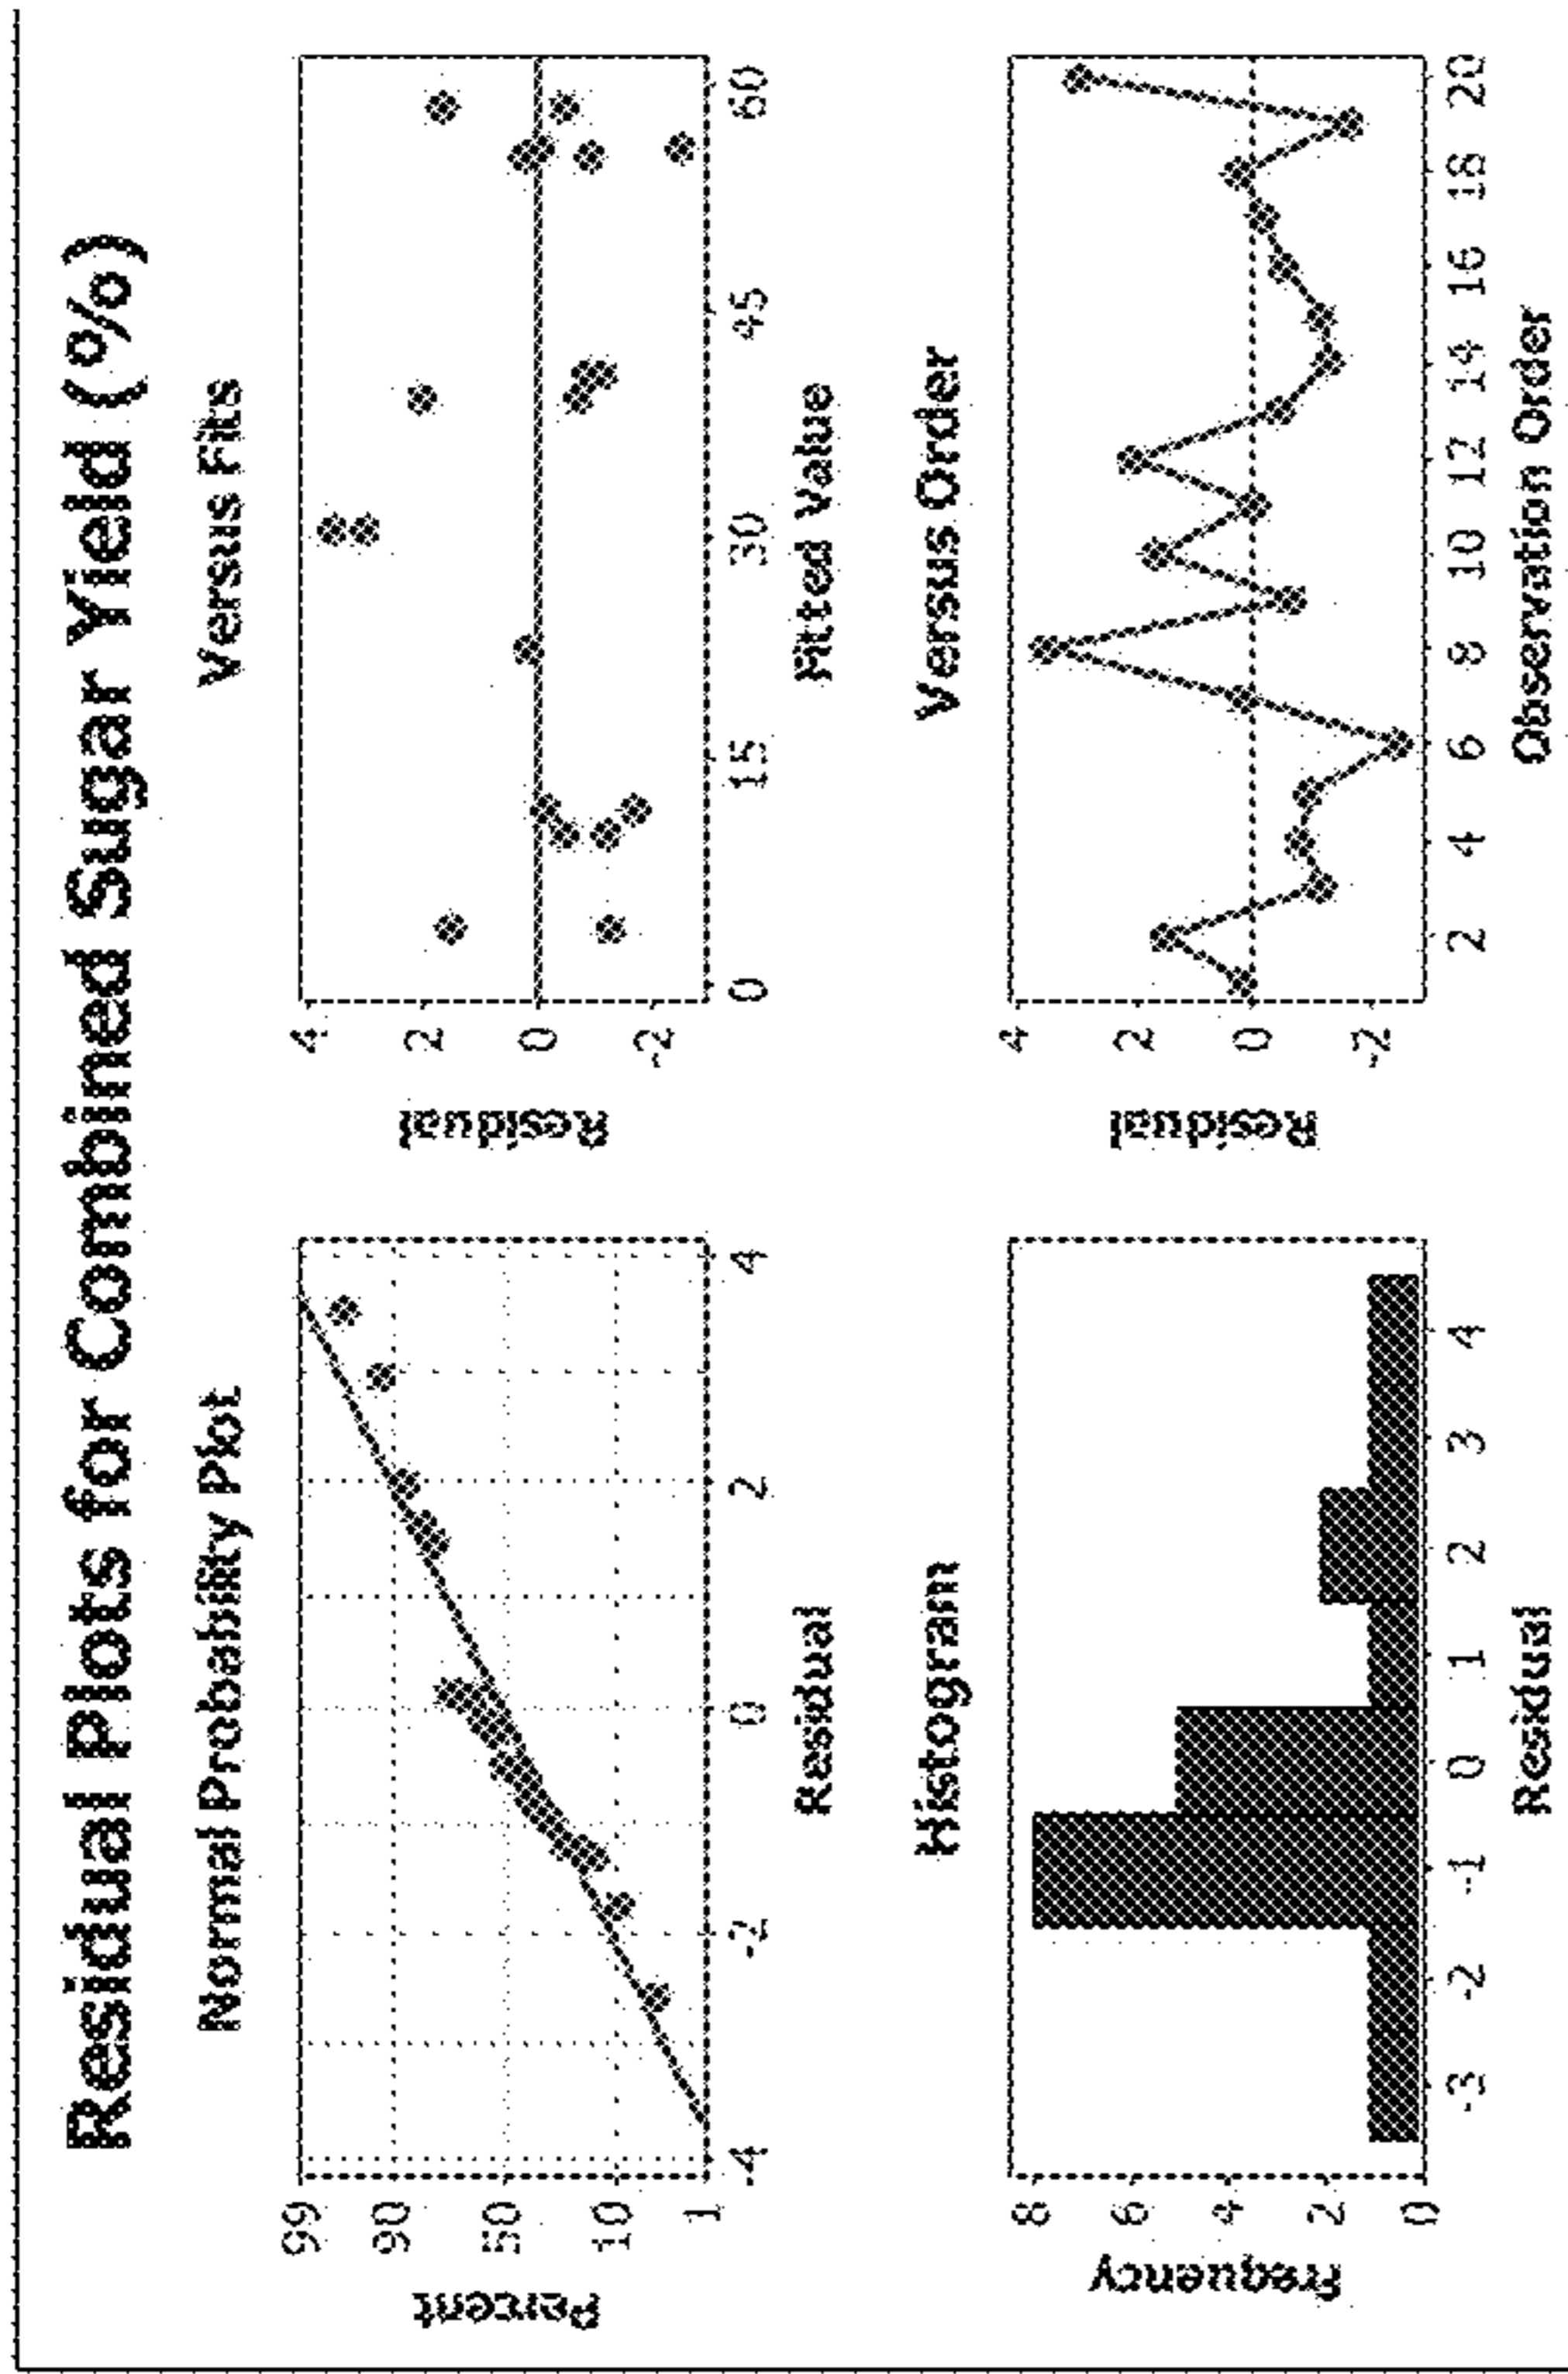 Residual Plots for Combined Sugar Yield (%)
Normal Probability Plot
Percent
99
90
50
10
1
-4 -2 0 2 4
Residual
Versus Fits
Residual
4
2
0
-2
0 15 30 45 60
Fitted Value
Histogram
frequency
8
6
4
2
0
-3 -2 -1 0 1 2 3 4
Residual
Versus Order
Residual
4
2
0
-2
2 4 6 8 10 12 14 16 18 20
Observation Order